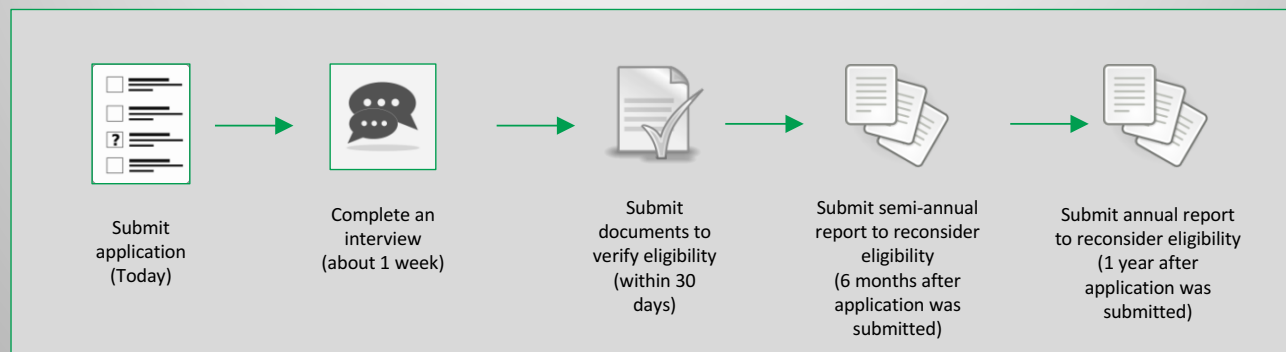 ?
Submit
application
(Today)
Complete an
interview
(about 1 week)
Submit
documents to
verify eligibility
(within 30
days)
Submit semi-annual
report to reconsider
eligibility
(6 months after
application was
submitted)
Submit annual report
to reconsider eligibility
(1 year after
application was
submitted)